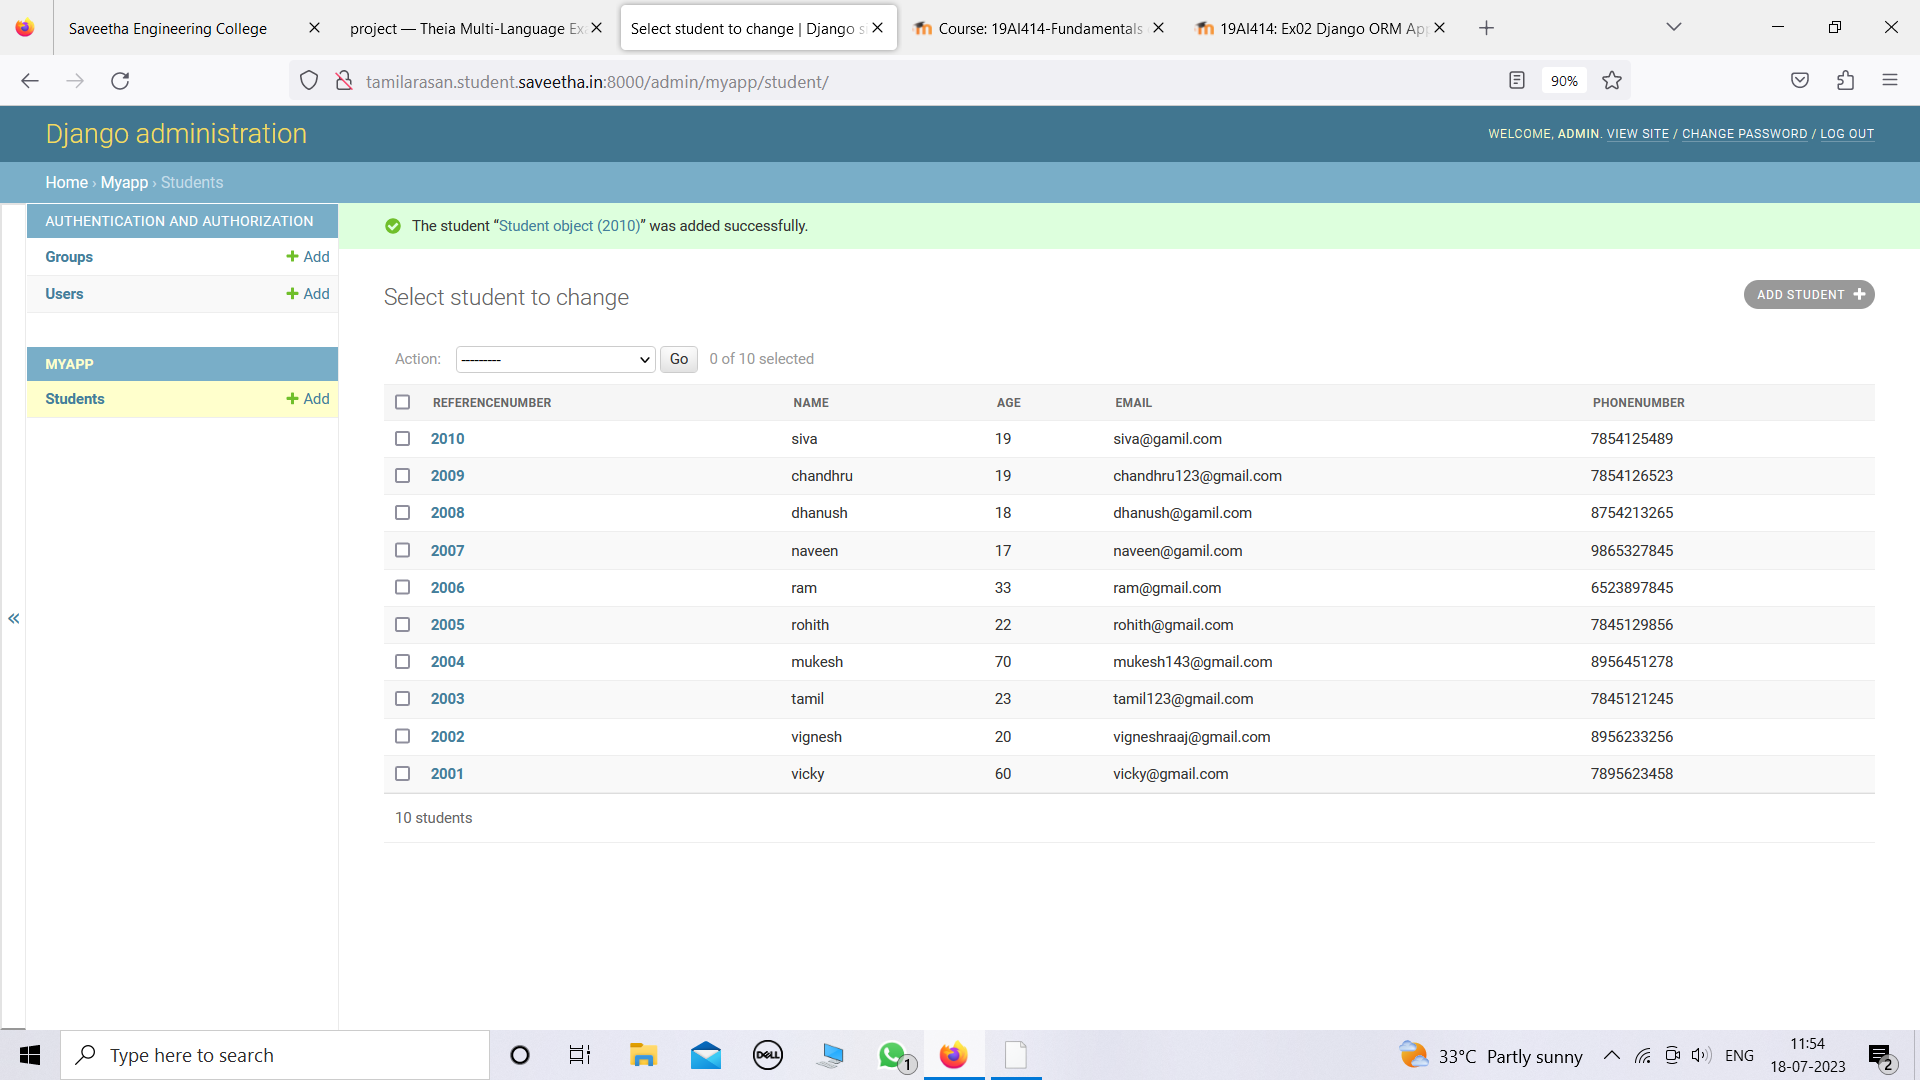 Saveetha Engineering College
project — Theia Multi-Language Ex
Select student to change | Django s
Course: 19AI414-Fundamentals
19AI414: Ex02 Django ORM App
tamilarasan.student.saveetha.in:8000/admin/myapp/student/
90%
Django administration
WELCOME, ADMIN. VIEW SITE / CHANGE PASSWORD / LOG OUT
Home › Myapp › Students
AUTHENTICATION AND AUTHORIZATION
Groups + Add
Users + Add
MYAPP
Students + Add
«
The student “Student object (2010)” was added successfully.
Select student to change
ADD STUDENT +
Action: --------- Go 0 of 10 selected
REFERENCENUMBER NAME AGE EMAIL PHONENUMBER
2010 siva 19 siva@gamil.com 7854125489
2009 chandhru 19 chandhru123@gmail.com 7854126523
2008 dhanush 18 dhanush@gamil.com 8754213265
2007 naveen 17 naveen@gamil.com 9865327845
2006 ram 33 ram@gmail.com 6523897845
2005 rohith 22 rohith@gmail.com 7845129856
2004 mukesh 70 mukesh143@gmail.com 8956451278
2003 tamil 23 tamil123@gmail.com 7845121245
2002 vignesh 20 vigneshraaj@gmail.com 8956233256
2001 vicky 60 vicky@gmail.com 7895623458
10 students
Type here to search
DELL
1
33°C Partly sunny
ENG
11:54
18-07-2023
2